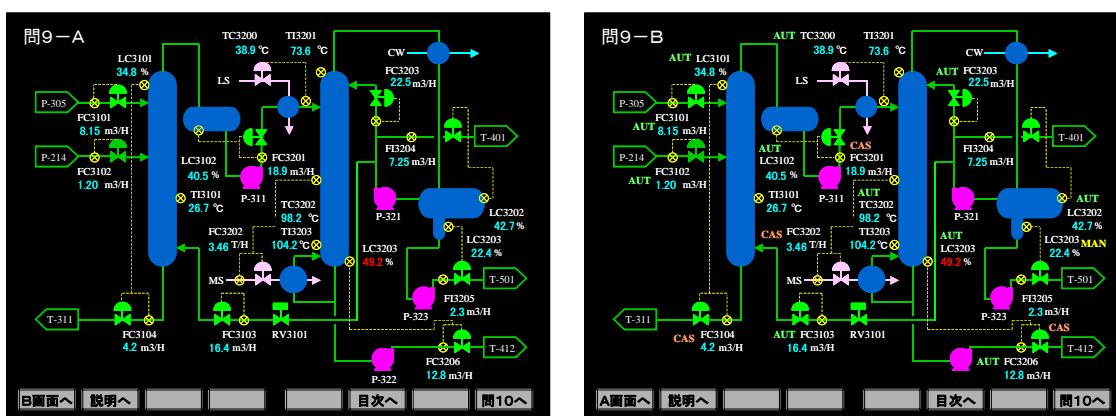 問9-A
LC3101
34.8 %
P-305
FC3101
8.15 m3/H
P-214
FC3102
1.20 m3/H
LC3102
40.5 %
TI3101
26.7 ℃
P-311
FC3201
18.9 m3/H
TC3200
38.9 ℃
TI3201
73.6 ℃
LS
CW
FC3203
22.5 m3/H
T-401
FI3204
7.25 m3/H
TC3202
98.2 ℃
TI3203
104.2 ℃
FC3202
3.46 T/H
MS
P-321
LC3202
42.7 %
LC3203
49.2 %
LC3203
22.4 %
T-501
P-323
FI3205
2.3 m3/H
T-311
FC3104
4.2 m3/H
FC3103
16.4 m3/H
RV3101
P-322
FC3206
12.8 m3/H
T-412
B画面へ
説明へ
目次へ
問10へ
問9-B
AUT
LC3101
34.8 %
P-305
FC3101
AUT
8.15 m3/H
P-214
FC3102
AUT
1.20 m3/H
AUT
LC3102
40.5 %
TI3101
26.7 ℃
P-311
CAS
FC3201
18.9 m3/H
TC3200
38.9 ℃
TI3201
73.6 ℃
LS
CW
AUT
FC3203
22.5 m3/H
T-401
FI3204
7.25 m3/H
AUT
TC3202
98.2 ℃
TI3203
104.2 ℃
CAS
FC3202
3.46 T/H
MS
P-321
AUT
LC3202
42.7 %
AUT
LC3203
49.2 %
LC3203 MAN
22.4 %
T-501
P-323
FI3205
2.3 m3/H
T-311
CAS
FC3104
4.2 m3/H
AUT
FC3103
16.4 m3/H
RV3101
CAS
AUT
FC3206
12.8 m3/H
T-412
A画面へ
説明へ
目次へ
問10へ